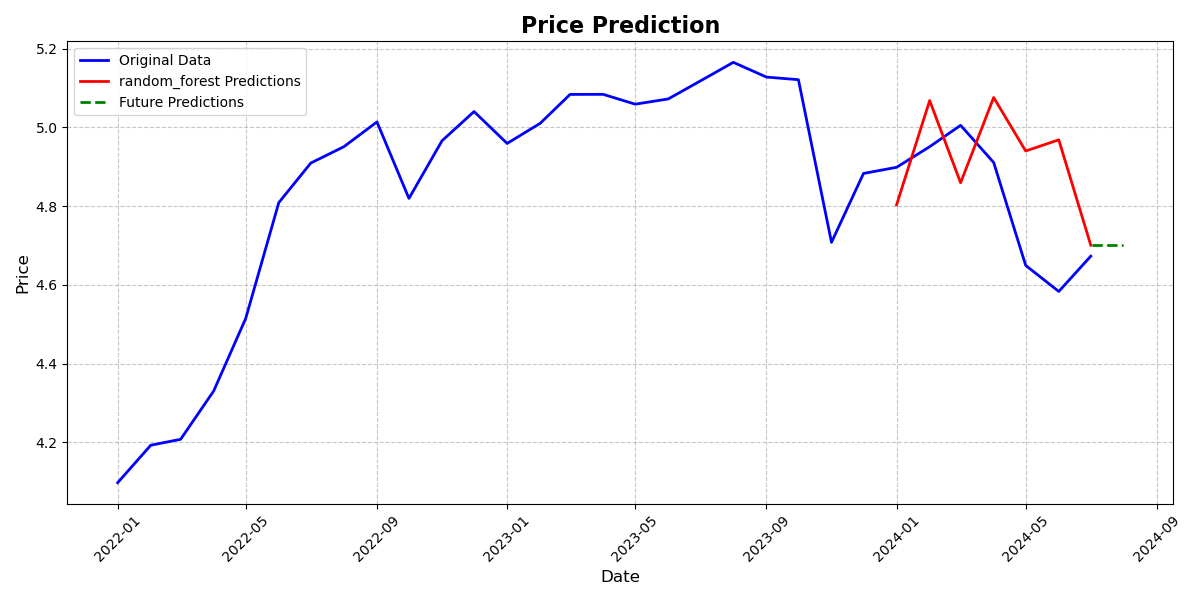 Price Prediction
Original Data
random_forest Predictions
Future Predictions
Price
5.2
5.0
4.8
4.6
4.4
4.2
2022-01
2022-05
2022-09
2023-01
2023-05
2023-09
2024-01
2024-05
2024-09
Date